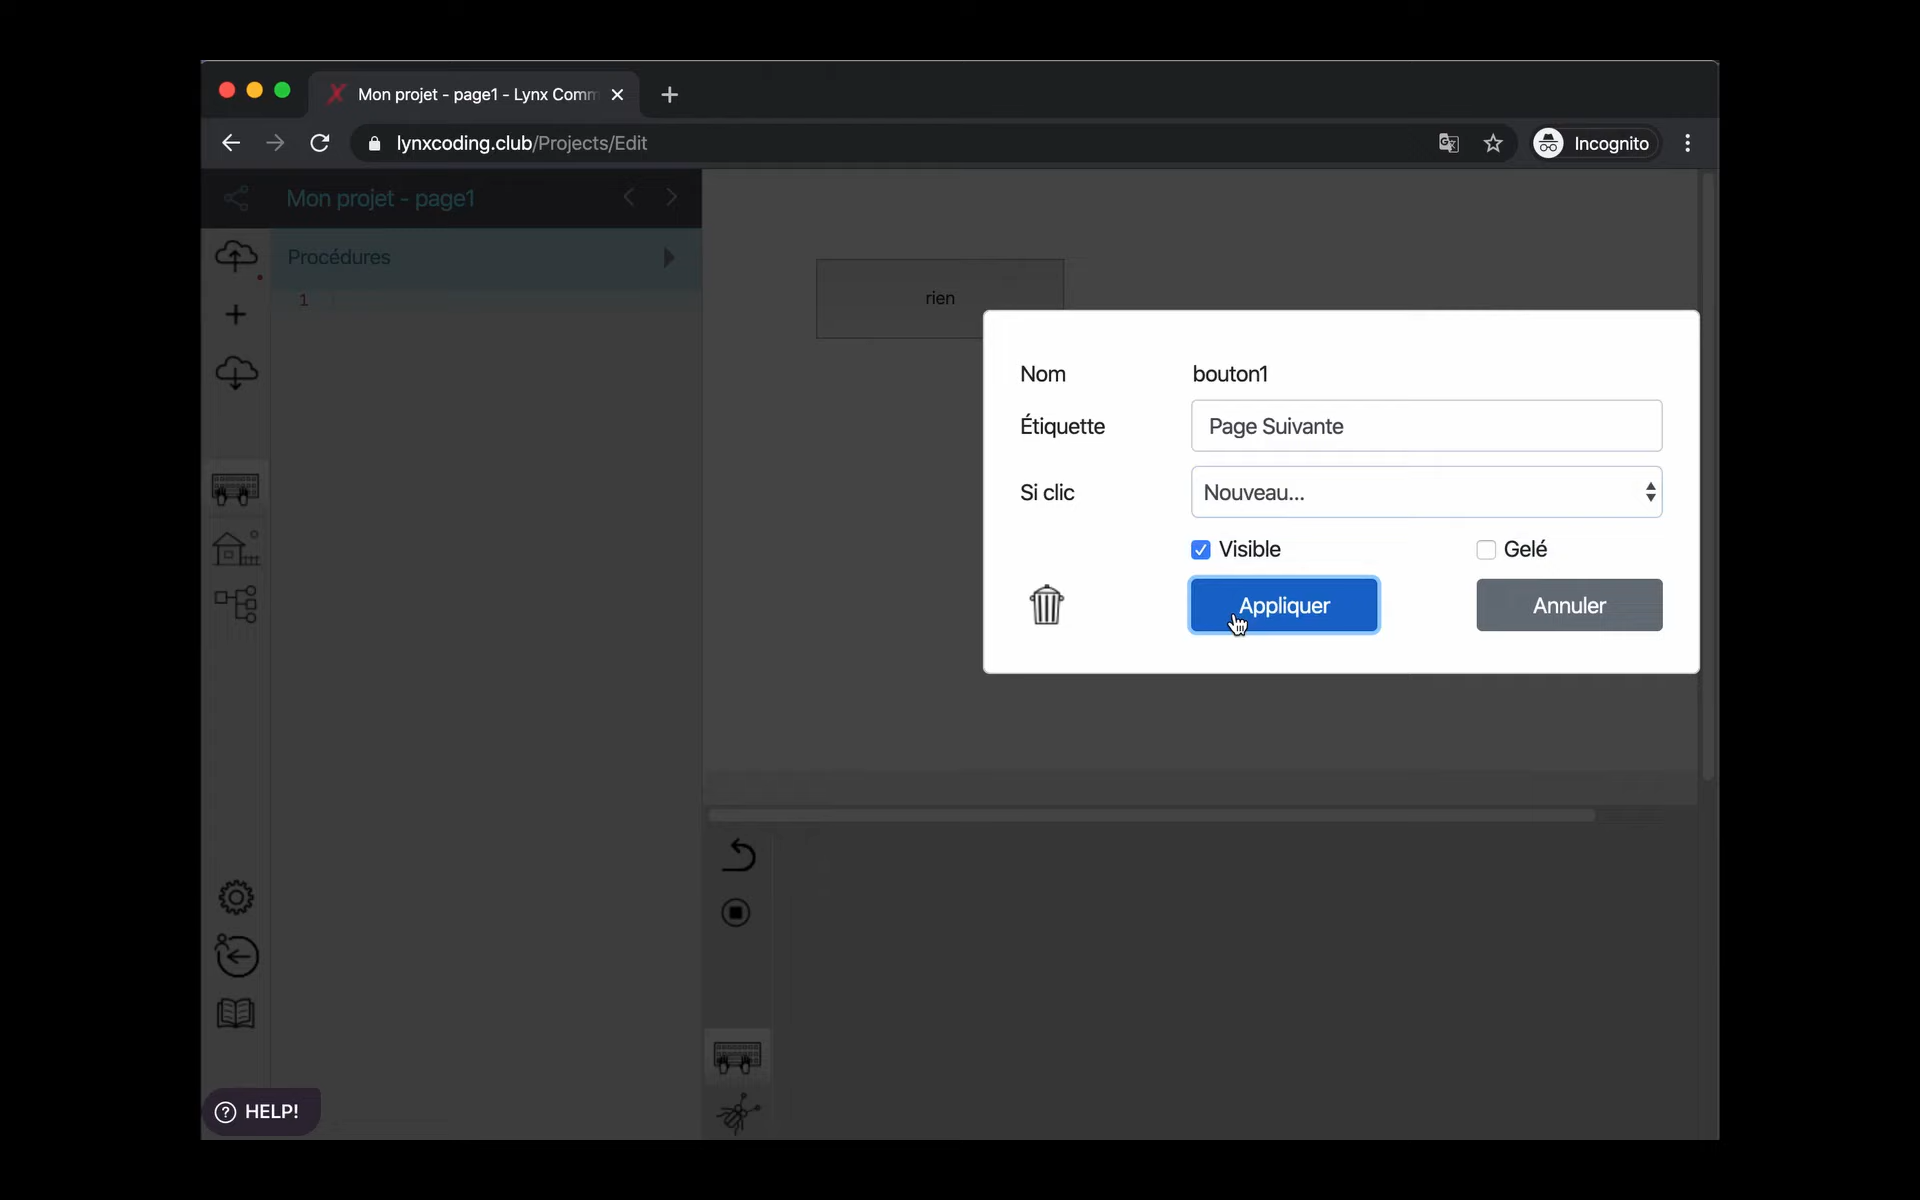 Mon projet - page1 - Lynx Comm
lynxcoding.club/Projects/Edit
Incognito
Mon projet - page1
Procédures
1
rien
Nom
bouton1
Étiquette
Page Suivante
Si clic
Nouveau...
Visible
Gelé
Appliquer
Annuler
? HELP!